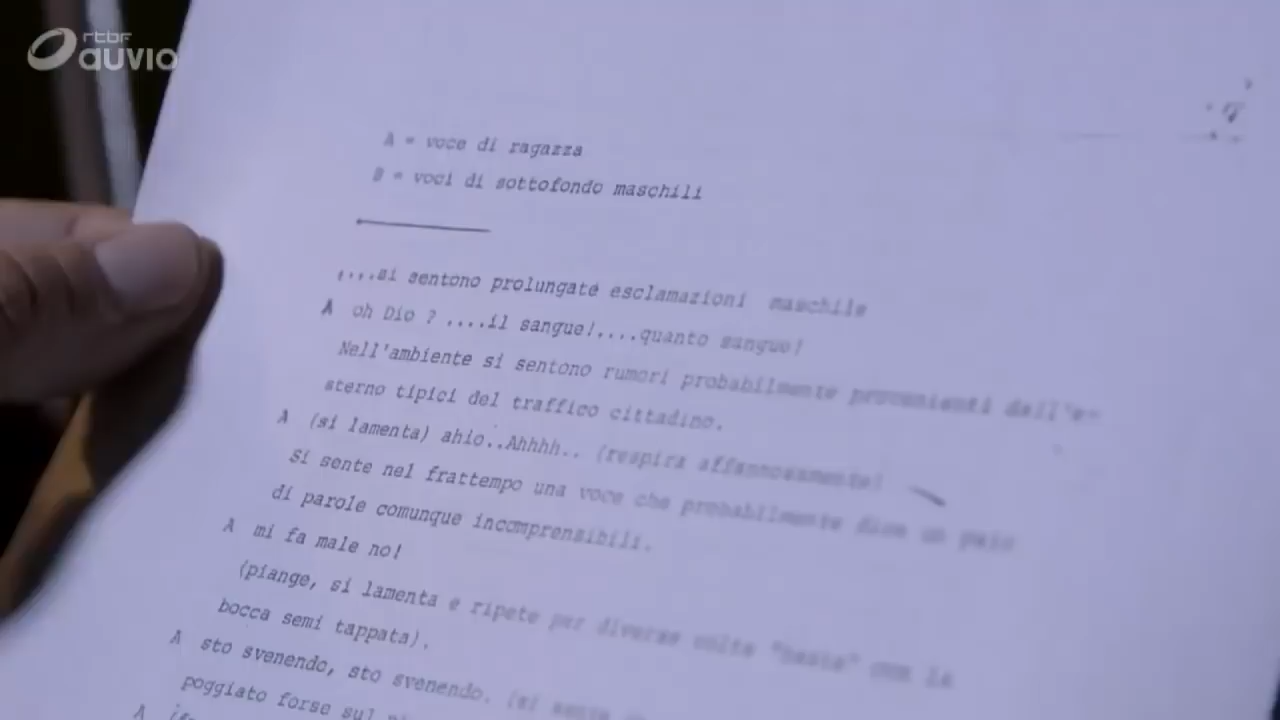 rtbf
auvio
A = voce di ragazza
B = voci di sottofondo maschili
....si sentono prolungate esclamazioni maschile
A oh Dio ? ....il sangue!....quanto sangue!
Nell'ambiente si sentono rumori probabilmente provenienti dall'e-
sterno tipici del traffico cittadino.
A (si lamenta) ahio..Ahhhh.. (respira affannosamente)
Si sente nel frattempo una voce che probabilmente dice un paio
di parole comunque incomprensibili.
A mi fa male no!
(piange, si lamenta e ripete per diverse volte "basta" con la
bocca semi tappata).
A sto svenendo, sto svenendo. (si sente
poggiato forse sul
A